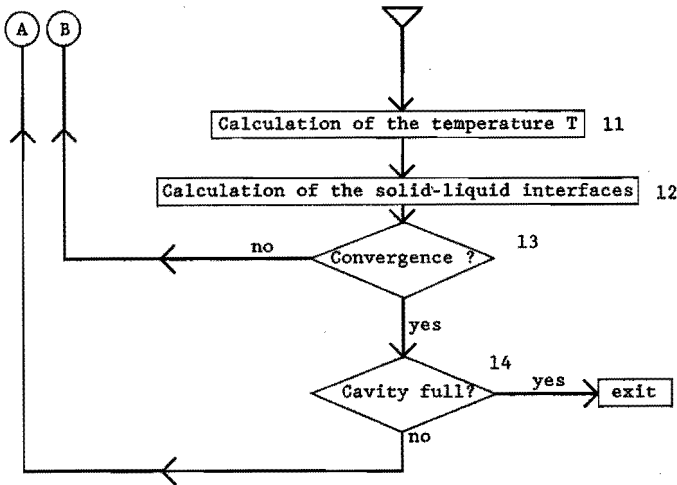 A B
Calculation of the temperature T 11
Calculation of the solid-liquid interfaces 12
13
no Convergence ?
yes
14
Cavity full? yes exit
no